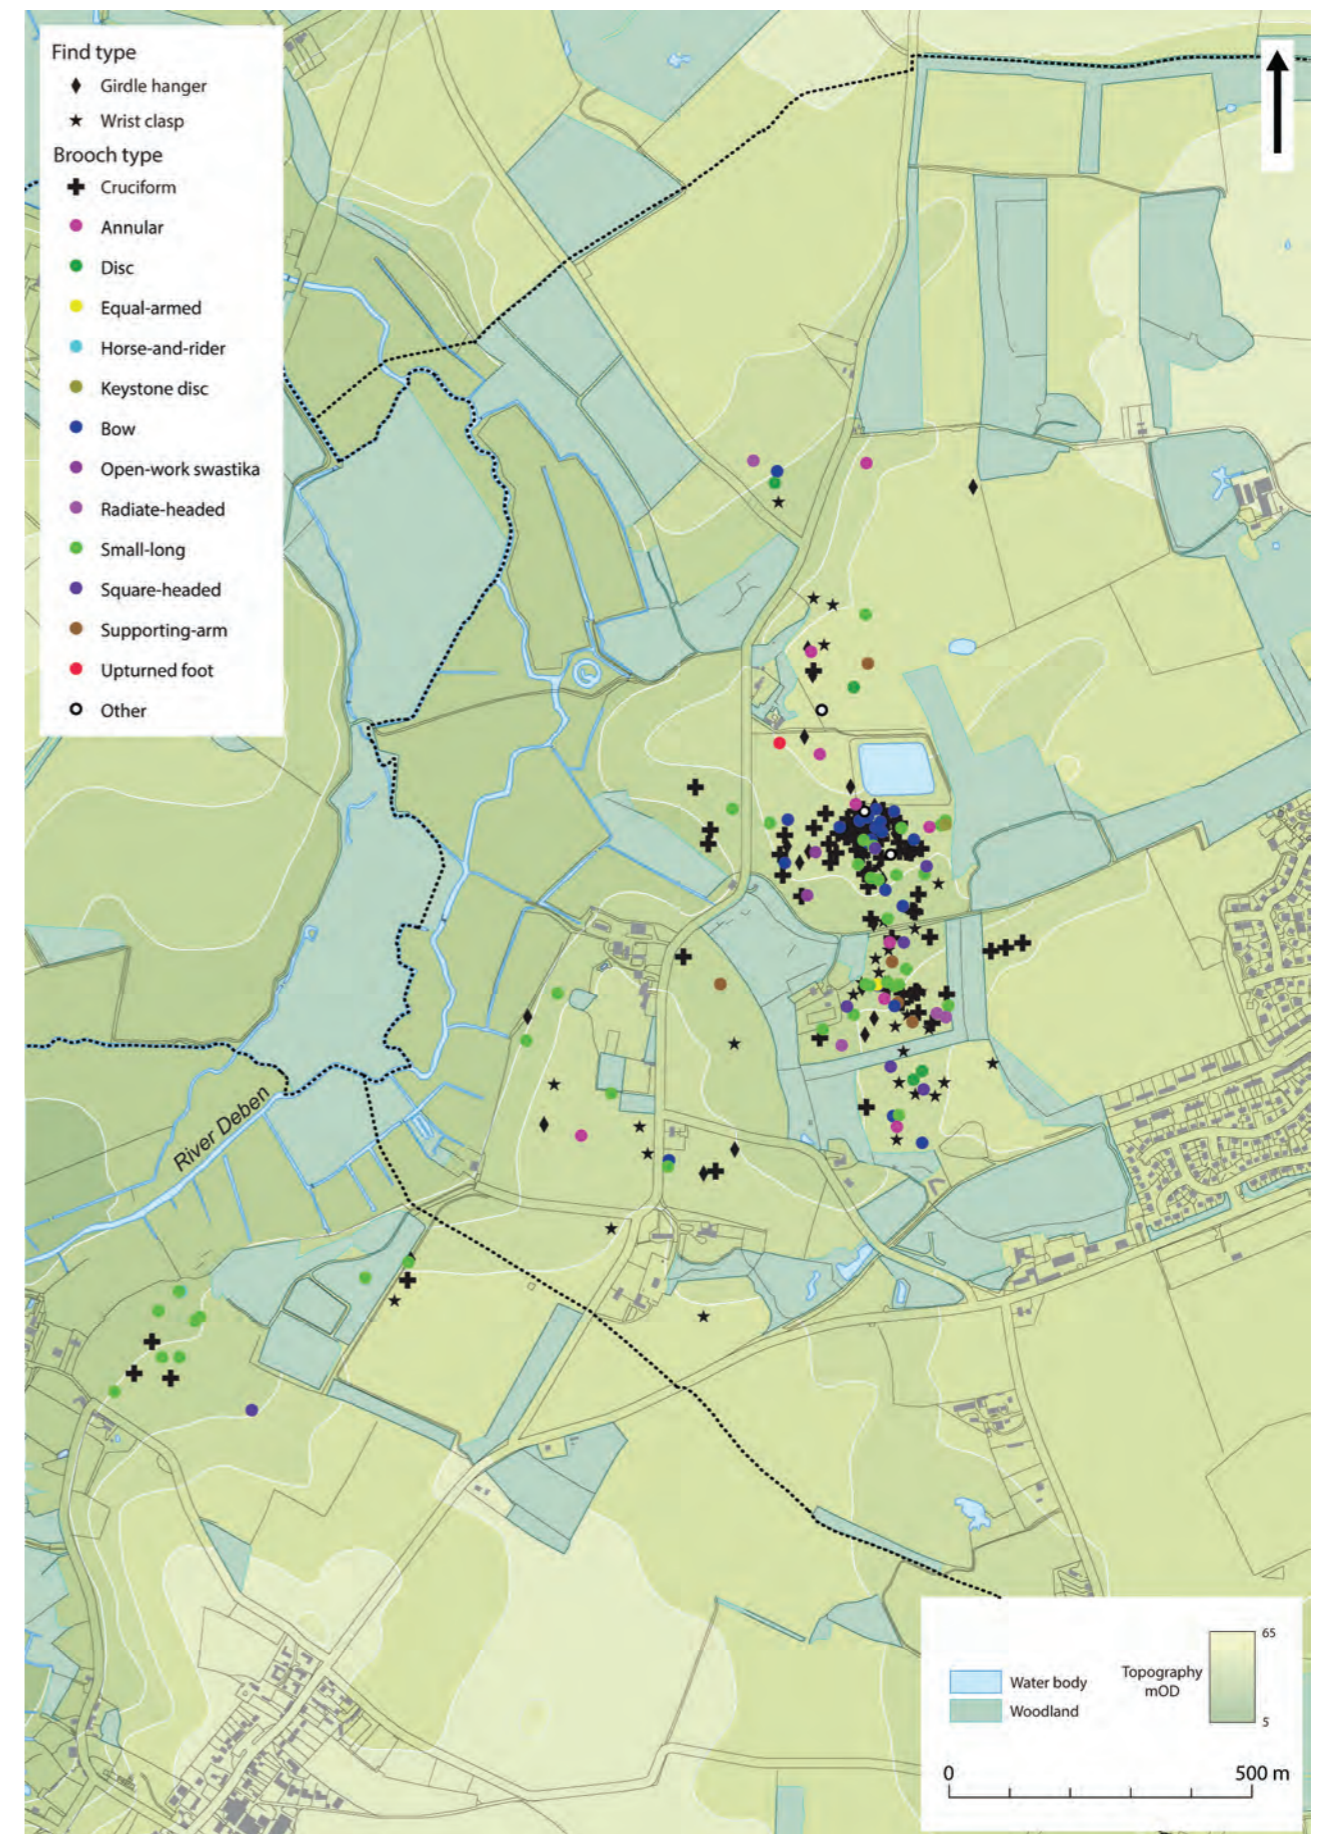 Find type
Girdle hanger
Wrist clasp
Brooch type
Cruciform
Annular
Disc
Equal-armed
Horse-and-rider
Keystone disc
Bow
Open-work swastika
Radiate-headed
Small-long
Square-headed
Supporting-arm
Upturned foot
Other
River Deben
Water body
Woodland
Topography
mOD
65
5
0
500 m